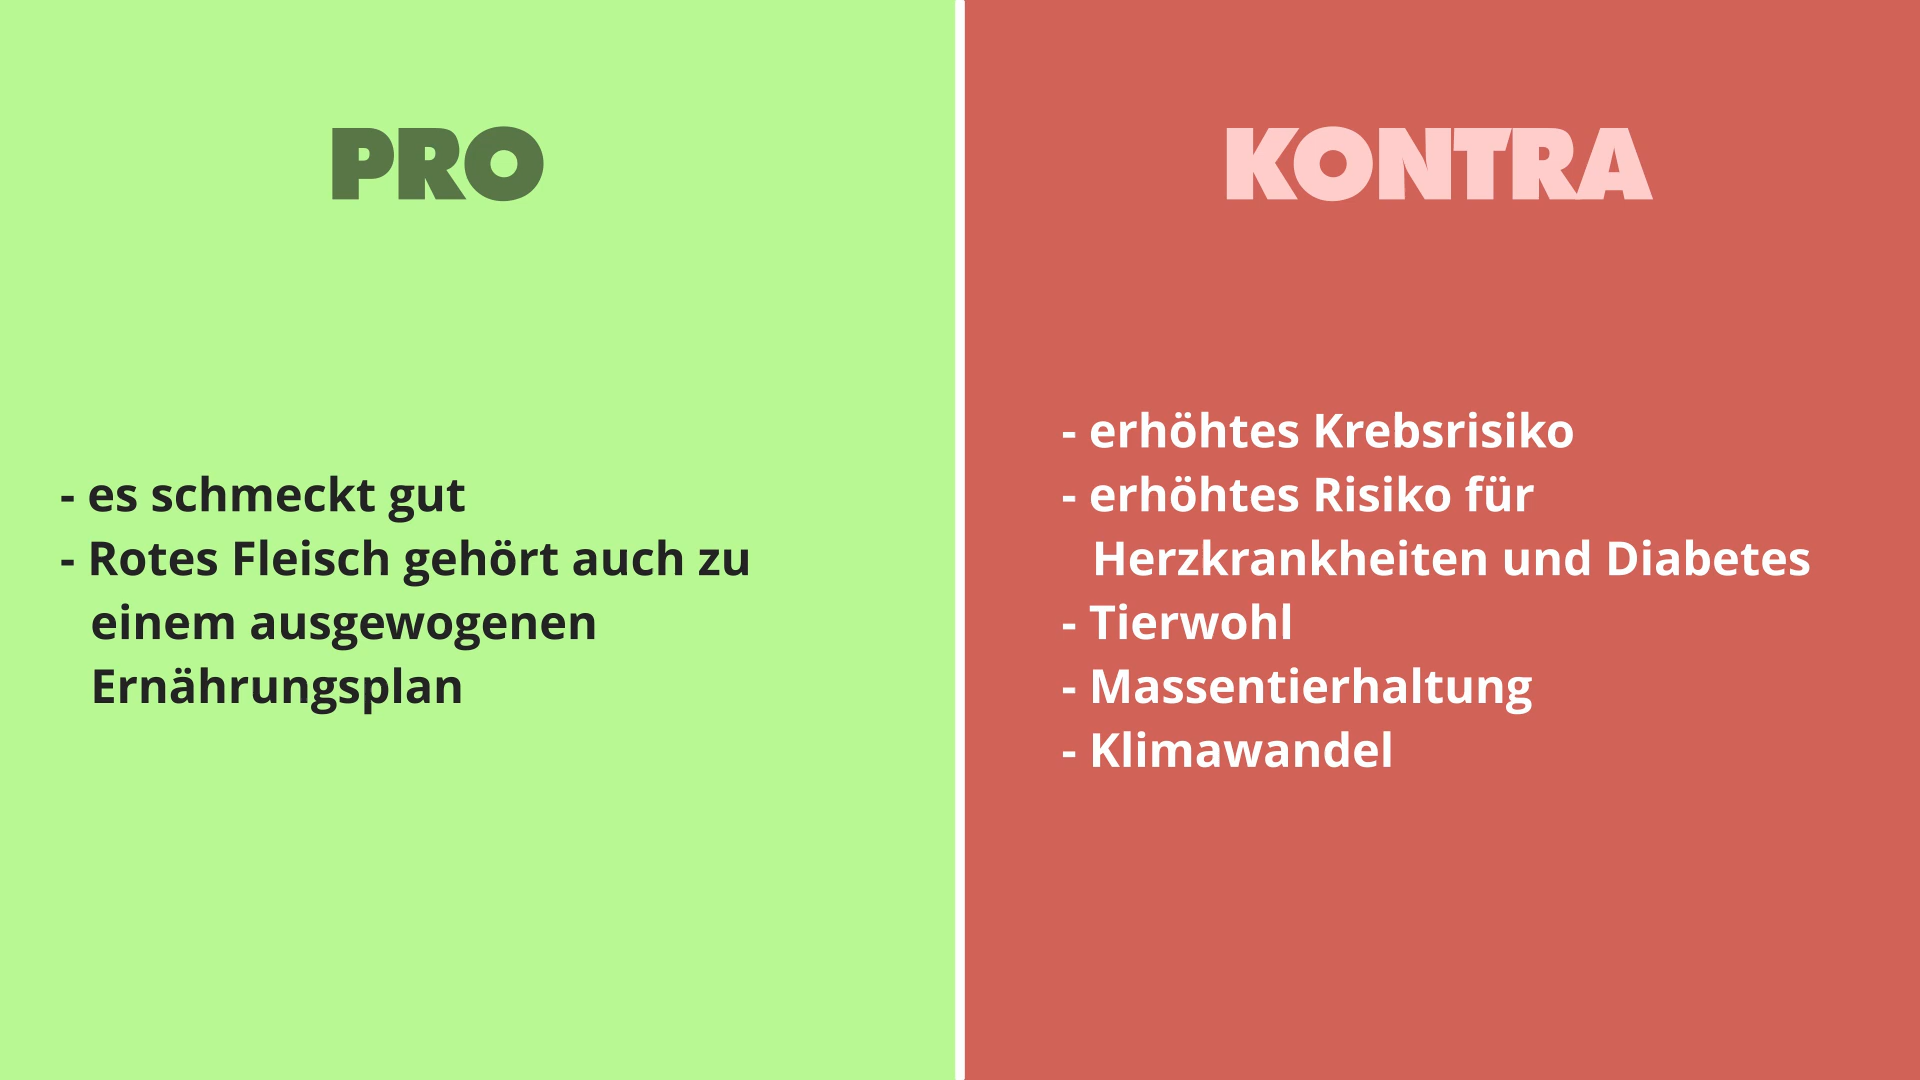 PRO
- es schmeckt gut
- Rotes Fleisch gehört auch zu
einem ausgewogenen
Ernährungsplan
KONTRA
- erhöhtes Krebsrisiko
- erhöhtes Risiko für
Herzkrankheiten und Diabetes
- Tierwohl
- Massentierhaltung
- Klimawandel